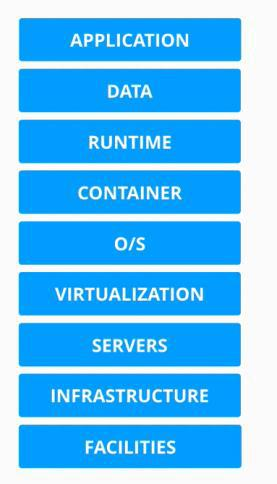 APPLICATION
DATA
RUNTIME
CONTAINER
O/S
VIRTUALIZATION
SERVERS
INFRASTRUCTURE
FACILITIES